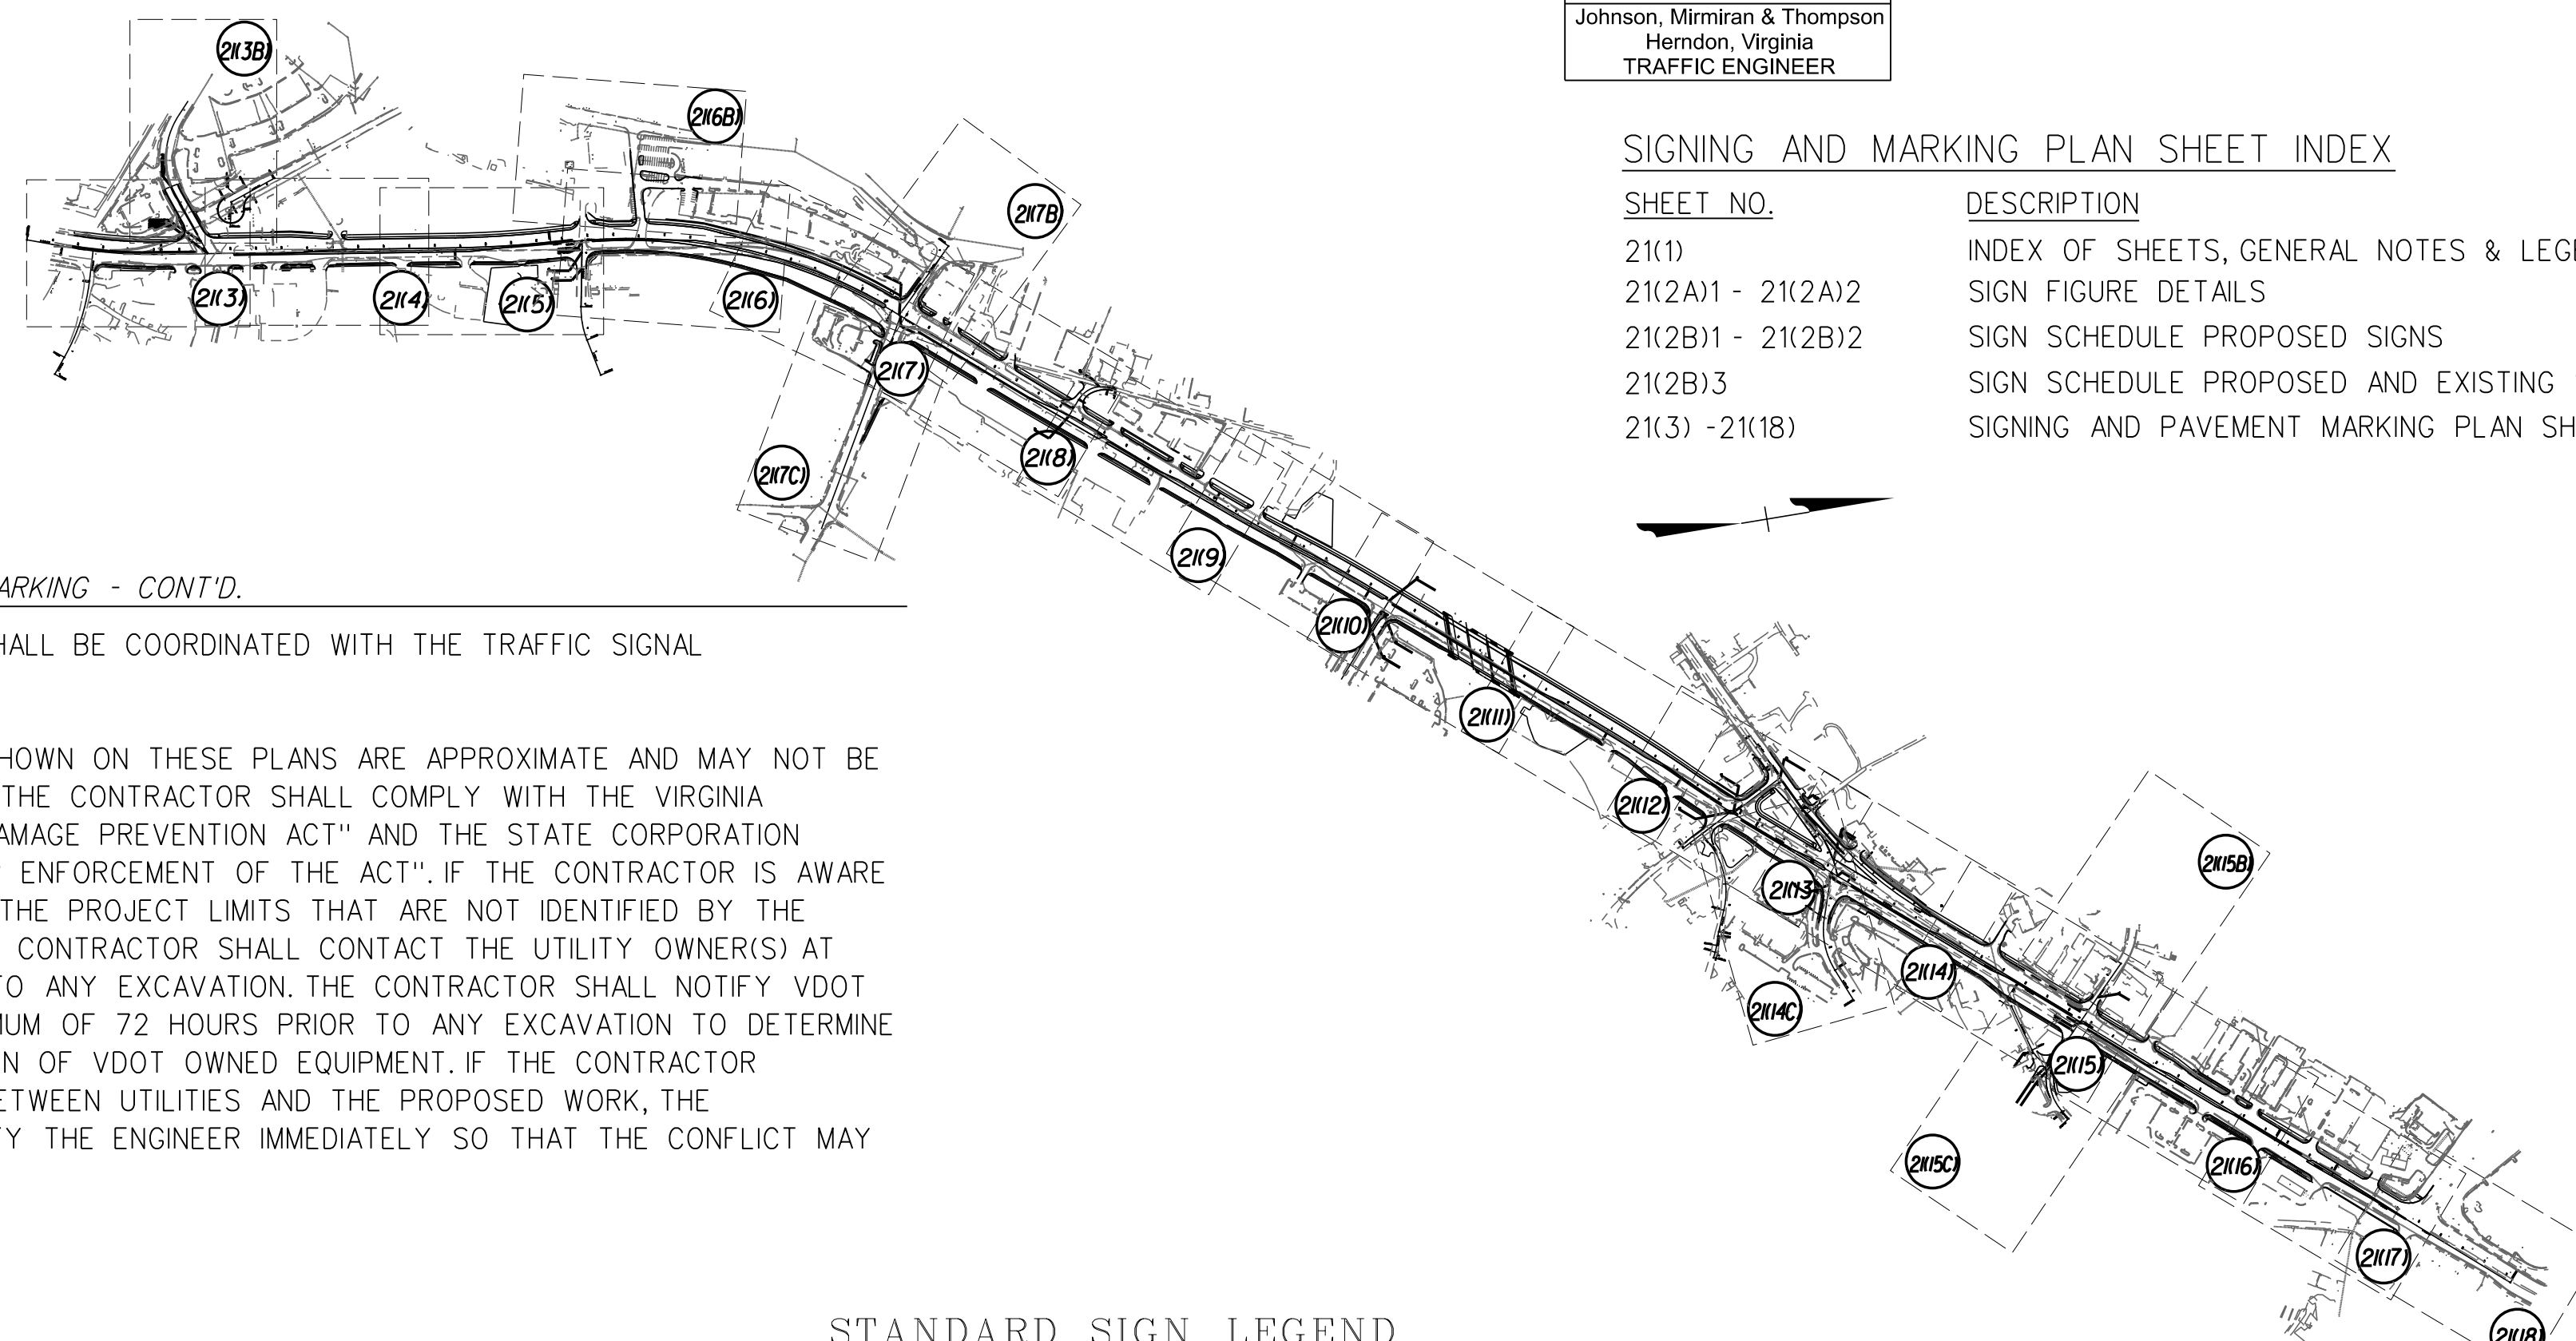 Johnson, Mirmiran & Thompson
Herndon, Virginia
TRAFFIC ENGINEER
SIGNING AND MARKING PLAN SHEET INDEX
SHEET NO. DESCRIPTION
21(1) INDEX OF SHEETS, GENERAL NOTES &
21(2A)1 - 21(2A)2 SIGN FIGURE DETAILS
21(2B)1 - 21(2B)2 SIGN SCHEDULE PROPOSED SIGNS
21(2B)3 SIGN SCHEDULE PROPOSED AND EXISTING
21(3) -21(18) SIGNING AND PAVEMENT MARKING PLAN
21(3B)
21(6B)
21(7B)
21(3)
21(4)
21(5)
21(6)
21(7)
21(7C)
21(8)
21(9)
21(10)
21(11)
21(12)
21(13)
21(14)
21(14C)
21(15B)
21(15)
21(15C)
21(16)
21(17)
21(18)
ARKING - CONT'D.
HALL BE COORDINATED WITH THE TRAFFIC SIGNAL
HOWN ON THESE PLANS ARE APPROXIMATE AND MAY NOT BE
THE CONTRACTOR SHALL COMPLY WITH THE VIRGINIA
AMAGE PREVENTION ACT" AND THE STATE CORPORATION
ENFORCEMENT OF THE ACT". IF THE CONTRACTOR IS AWARE
THE PROJECT LIMITS THAT ARE NOT IDENTIFIED BY THE
CONTRACTOR SHALL CONTACT THE UTILITY OWNER(S) AT
TO ANY EXCAVATION. THE CONTRACTOR SHALL NOTIFY VDOT
MUM OF 72 HOURS PRIOR TO ANY EXCAVATION TO DETERMINE
N OF VDOT OWNED EQUIPMENT. IF THE CONTRACTOR
ETWEEN UTILITIES AND THE PROPOSED WORK, THE
FY THE ENGINEER IMMEDIATELY SO THAT THE CONFLICT MAY
STANDARD SIGN LEGEND